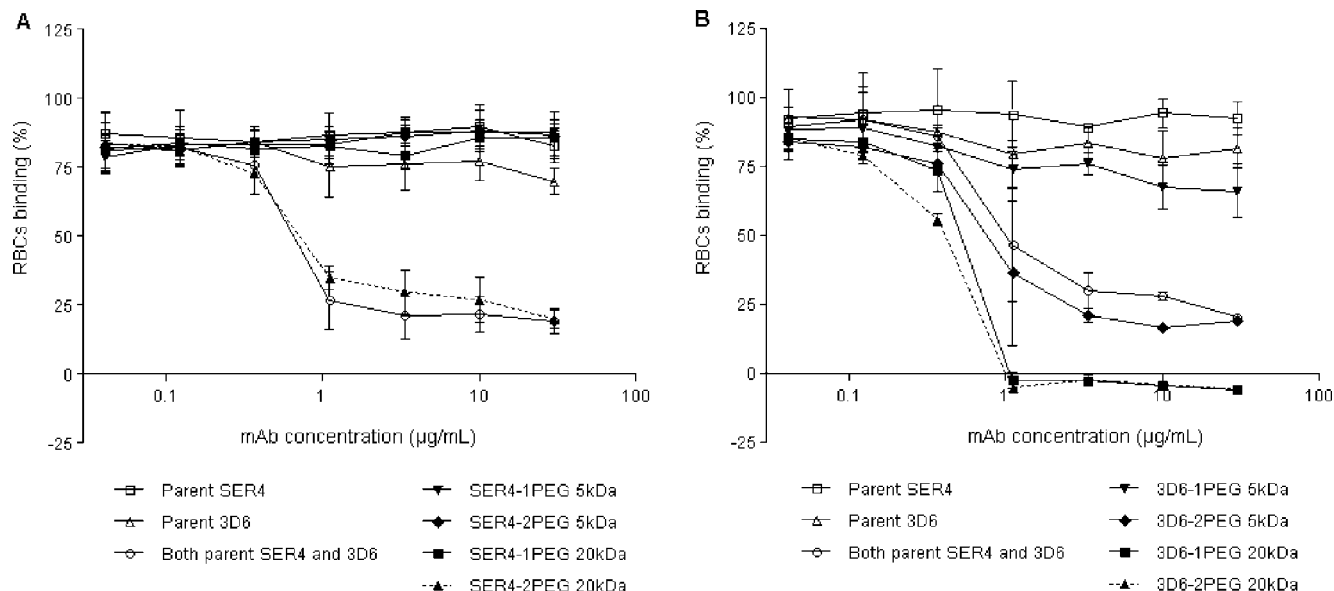 A
125
100
75
50
25
0
-25
RBCs binding (%)
0.1
1
10
100
mAb concentration (µg/mL)
Parent SER4
Parent 3D6
Both parent SER4 and 3D6
SER4-1PEG 5kDa
SER4-2PEG 5kDa
SER4-1PEG 20kDa
SER4-2PEG 20kDa
B
125
100
75
50
25
0
-25
RBCs binding (%)
0.1
1
10
100
mAb concentration (µg/mL)
Parent SER4
Parent 3D6
Both parent SER4 and 3D6
3D6-1PEG 5kDa
3D6-2PEG 5kDa
3D6-1PEG 20kDa
3D6-2PEG 20kDa